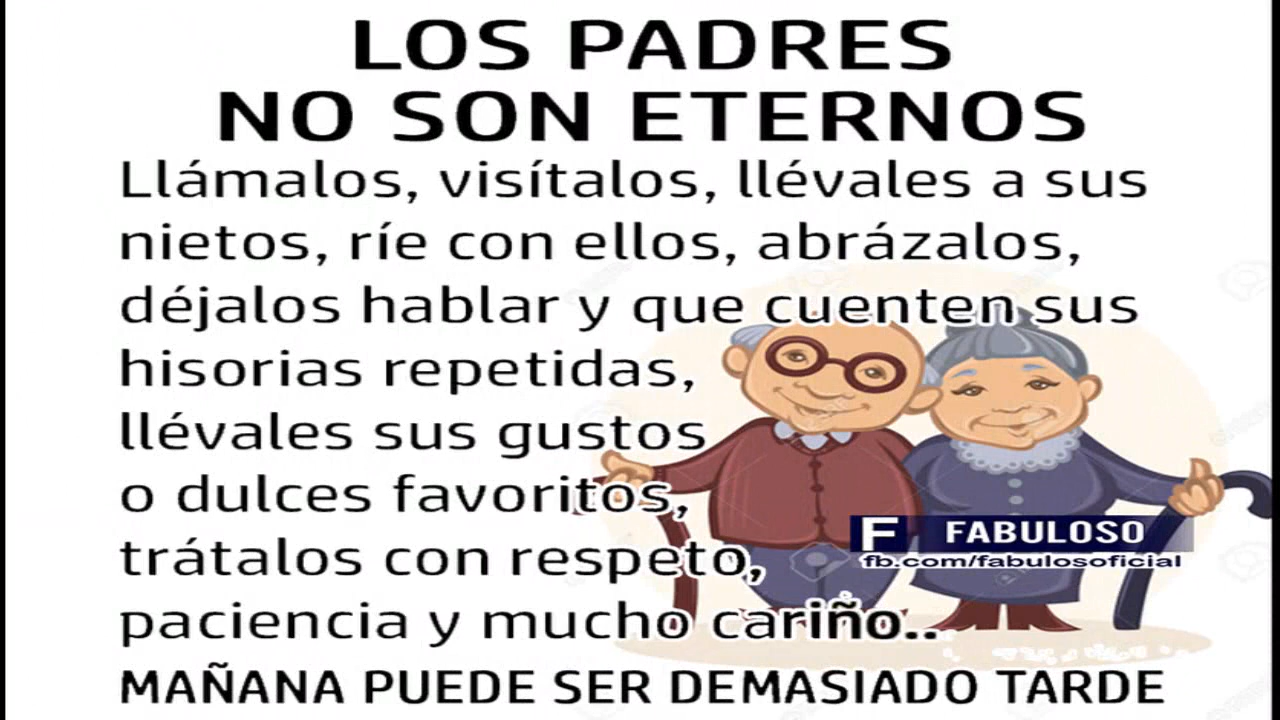 LOS PADRES
NO SON ETERNOS
Llámalos, visítalos, llévales a sus
nietos, ríe con ellos, abrázalos,
déjalos hablar y que cuenten sus
hisorias repetidas,
llévales sus gustos
o dulces favoritos,
trátalos con respeto,
paciencia y mucho cariño..
F FABULOSO
fb.com/fabulosoficial
MAÑANA PUEDE SER DEMASIADO TARDE